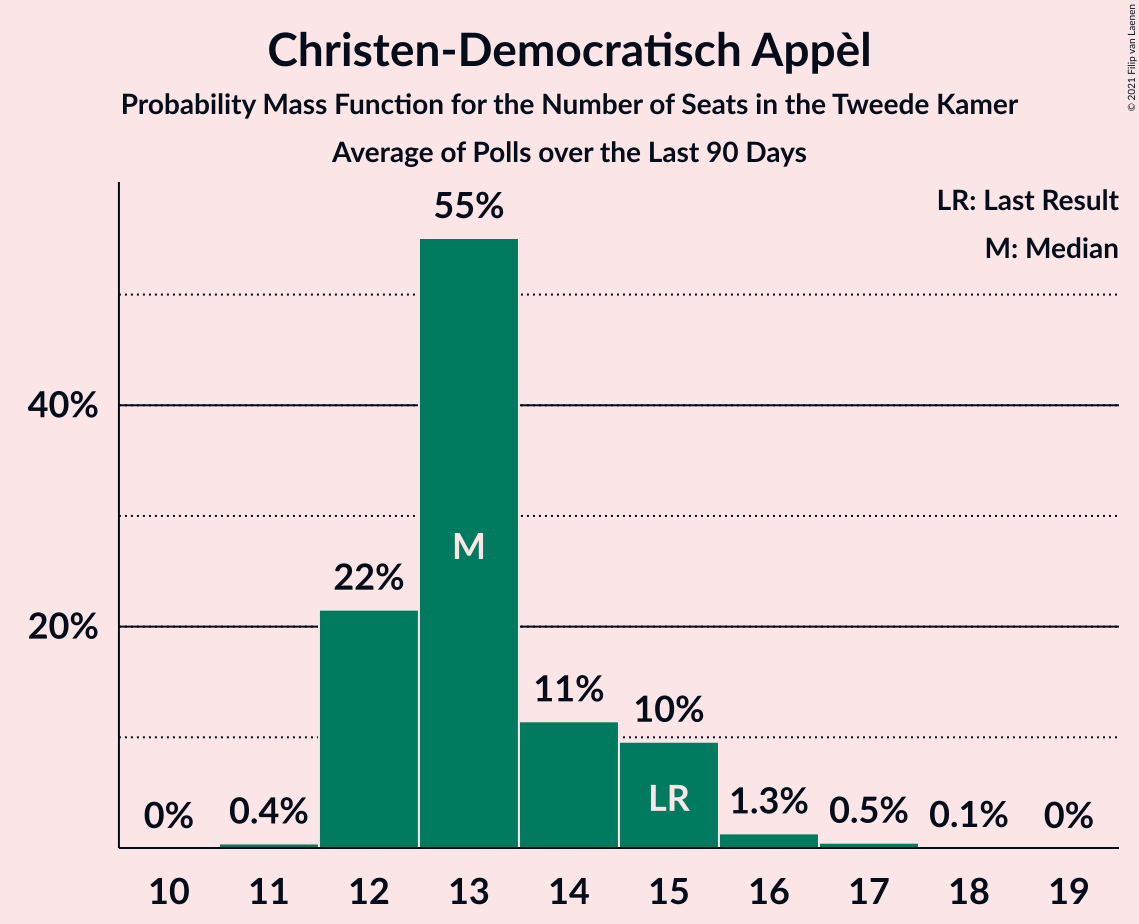 Christen-Democratisch Appèl
Probability Mass Function for the Number of Seats in the Tweede Kamer
Average of Polls over the Last 90 Days
© 2021 Filip van Laenen
LR: Last Result
M: Median
55%
40%
M
22%
20%
11%
10%
LR
0%
0.4%
1.3%
0.5%
0.1%
0%
10 11 12 13 14 15 16 17 18 19